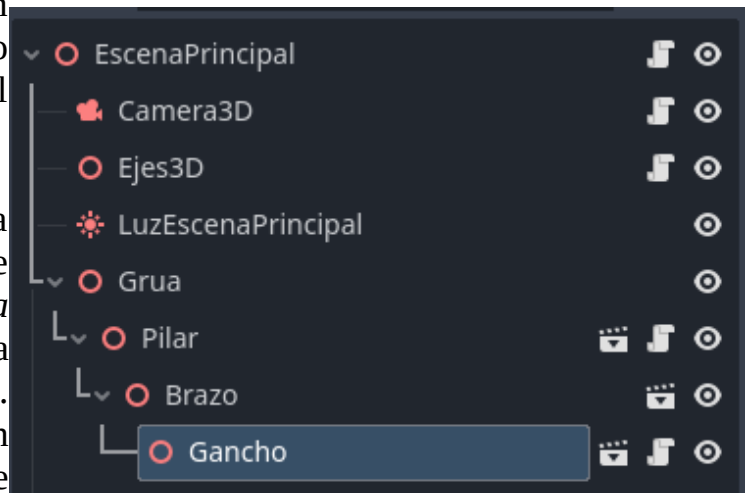 EscenaPrincipal
Camera3D
Ejes3D
LuzEscenaPrincipal
Grua
Pilar
Brazo
Gancho